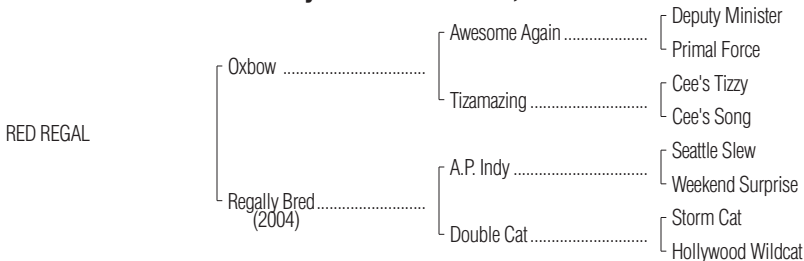 Deputy Minister
Awesome Again ....................
Primal Force
Oxbow .................................
Cee's Tizzy
Tizamazing ...........................
Cee's Song
RED REGAL
Seattle Slew
A.P. Indy ...............................
Weekend Surprise
Regally Bred .........................
(2004)
Storm Cat
Double Cat ...........................
Hollywood Wildcat